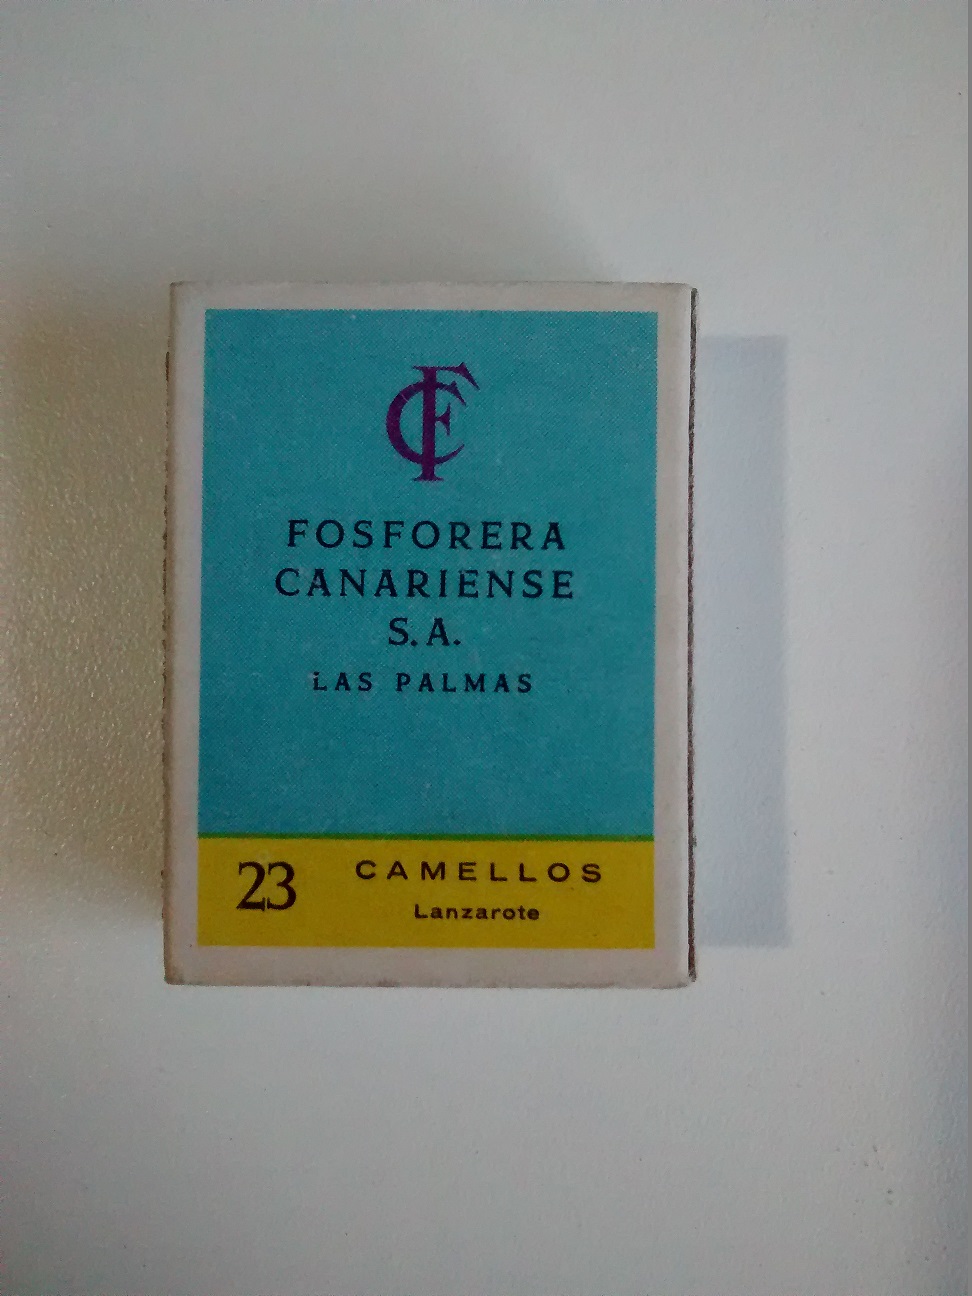 CF
FOSFORERA
CANARIENSE
S.A.
LAS PALMAS
23 CAMELLOS
Lanzarote